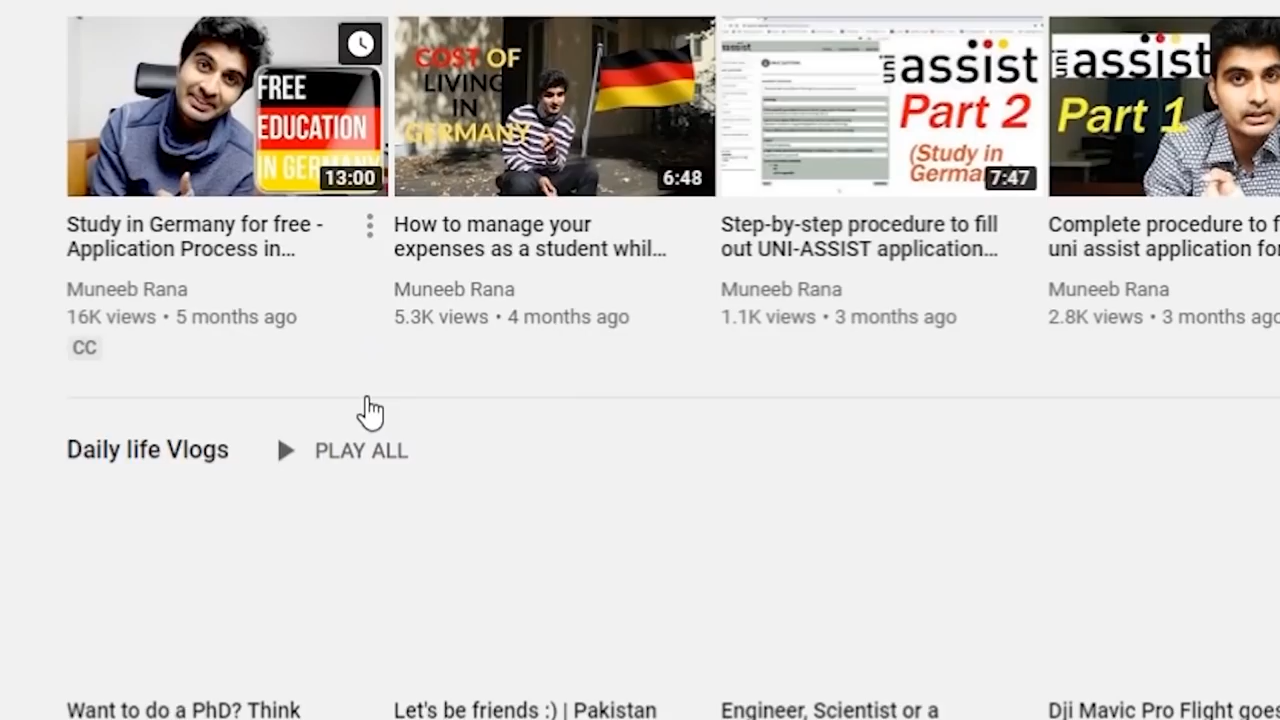 FREE
EDUCATION
IN GERMANY
13:00
COST OF
LIVING
IN
GERMANY
6:48
assist
uni assist
Part 2
(Study in
Germa
7:47
uni assist
Part 1
Study in Germany for free -
Application Process in...
How to manage your
expenses as a student whil...
Step-by-step procedure to fill
out UNI-ASSIST application...
Complete procedure to f
uni assist application fo
Muneeb Rana
16K views • 5 months ago
CC
Muneeb Rana
5.3K views • 4 months ago
Muneeb Rana
1.1K views • 3 months ago
Muneeb Rana
2.8K views • 3 months ago
Daily life Vlogs
PLAY ALL
Want to do a PhD? Think
Let's be friends :) | Pakistan
Engineer, Scientist or a
Dji Mavic Pro Flight goes